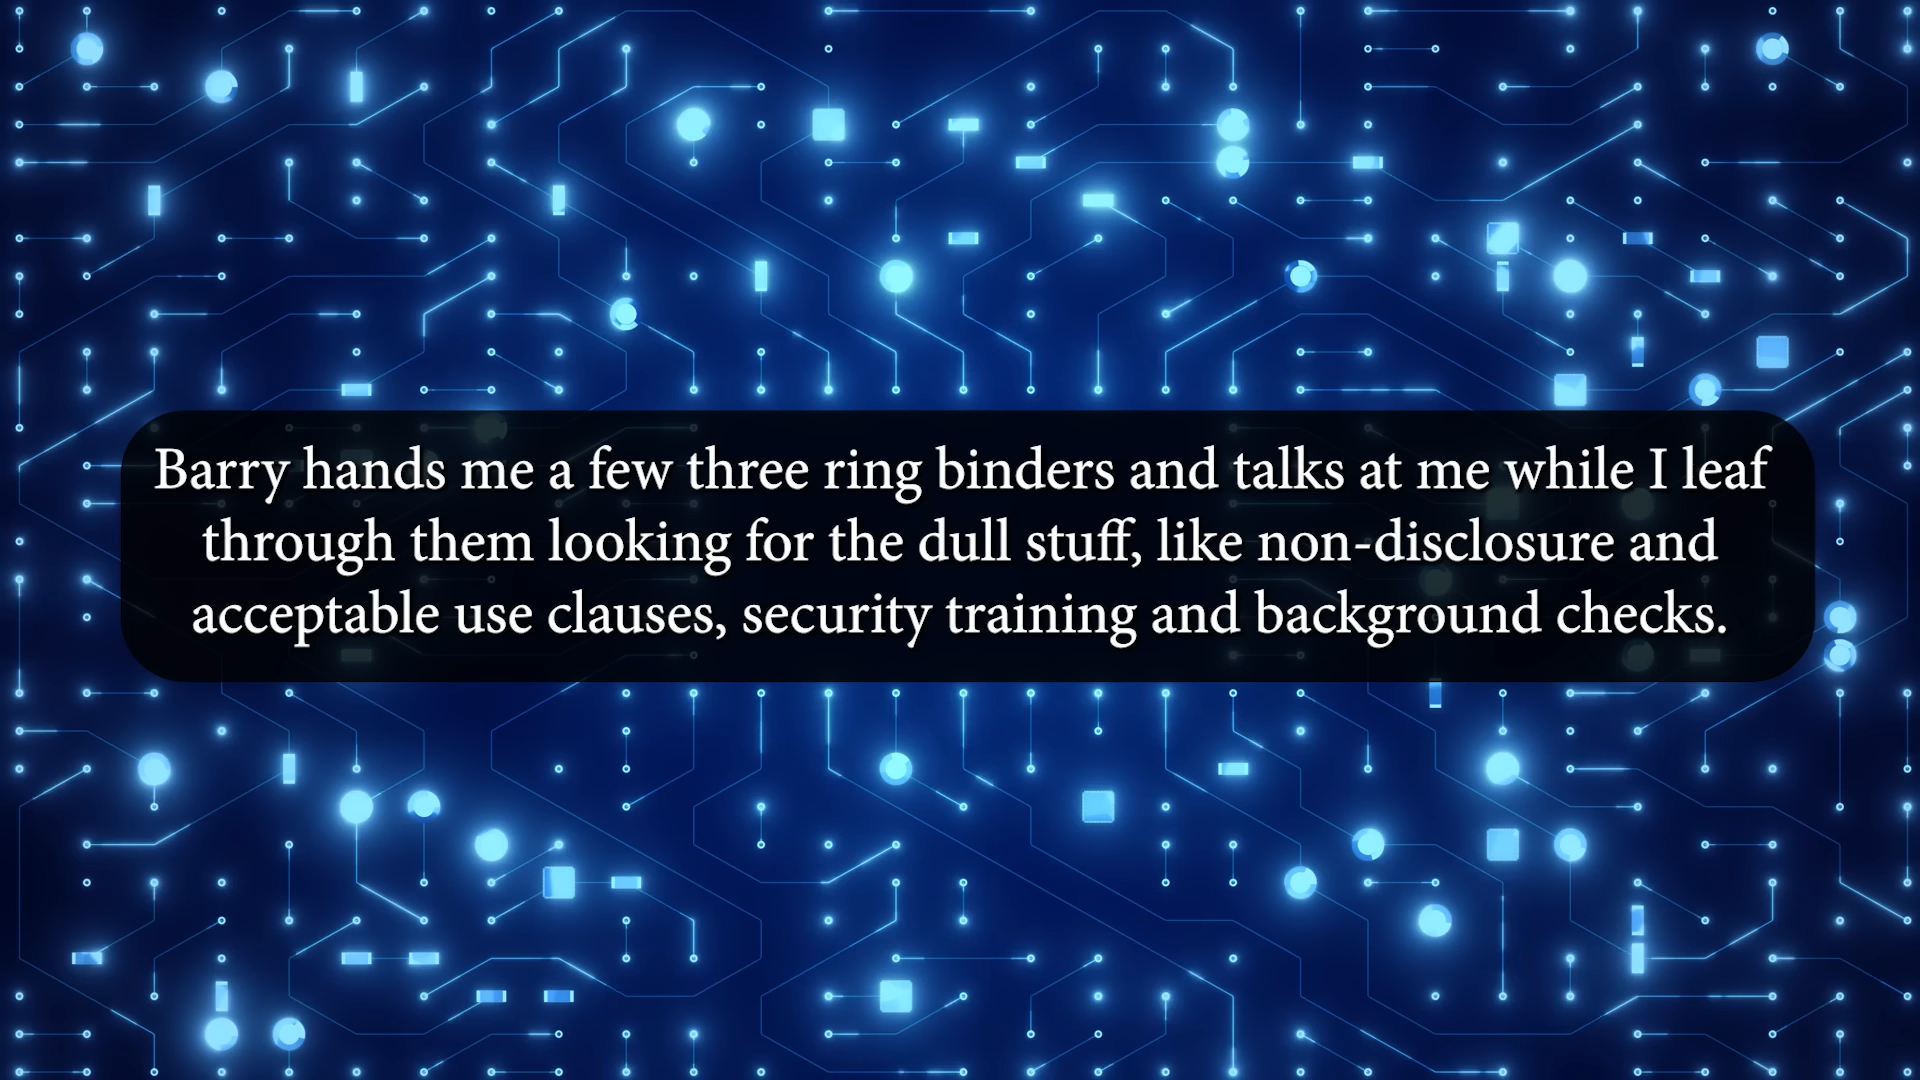 Barry hands me a few three ring binders and talks at me while I leaf
through them looking for the dull stuff, like non-disclosure and
acceptable use clauses, security training and background checks.